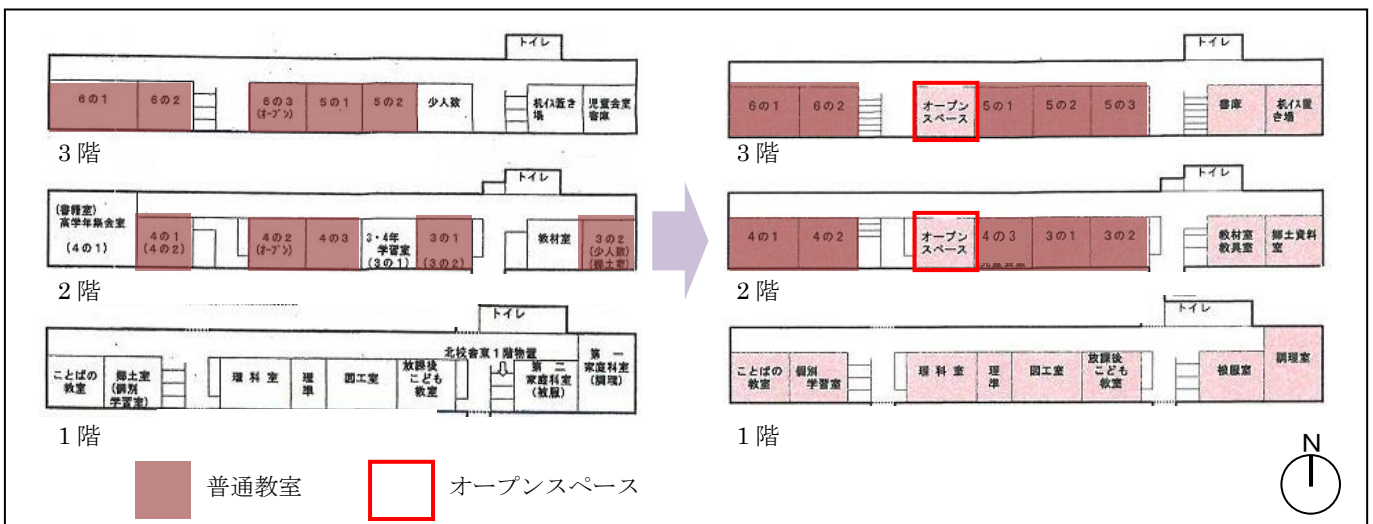 トイレ
6の1
6の2
6の3
(オープン)
5の1
5の2
少人数
机イス置き
場
児童会室
書庫
3階
トイレ
(書籍室)
高学年集会室
(4の1)
4の1
(4の2)
4の2
(オープン)
4の3
3・4年
学習室
(3の1)
3の1
(3の2)
教材室
3の2
(少人数)
(郷土室)
2階
トイレ
ことばの
教室
郷土室
(個別
学習室)
理科室
理
準
図工室
放課後
こども
教室
北校舎東1階物置
第二
家庭科室
(被服)
第一
家庭科室
(調理)
1階
トイレ
6の1
6の2
オープン
スペース
5の1
5の2
5の3
書庫
机イス置
き場
3階
トイレ
4の1
4の2
オープン
スペース
4の3
3の1
3の2
教材室
教具室
郷土資料
室
2階
トイレ
ことばの
教室
個別
学習室
理科室
理
準
図工室
放課後
こども
教室
被服室
調理室
1階
普通教室
オープンスペース
N